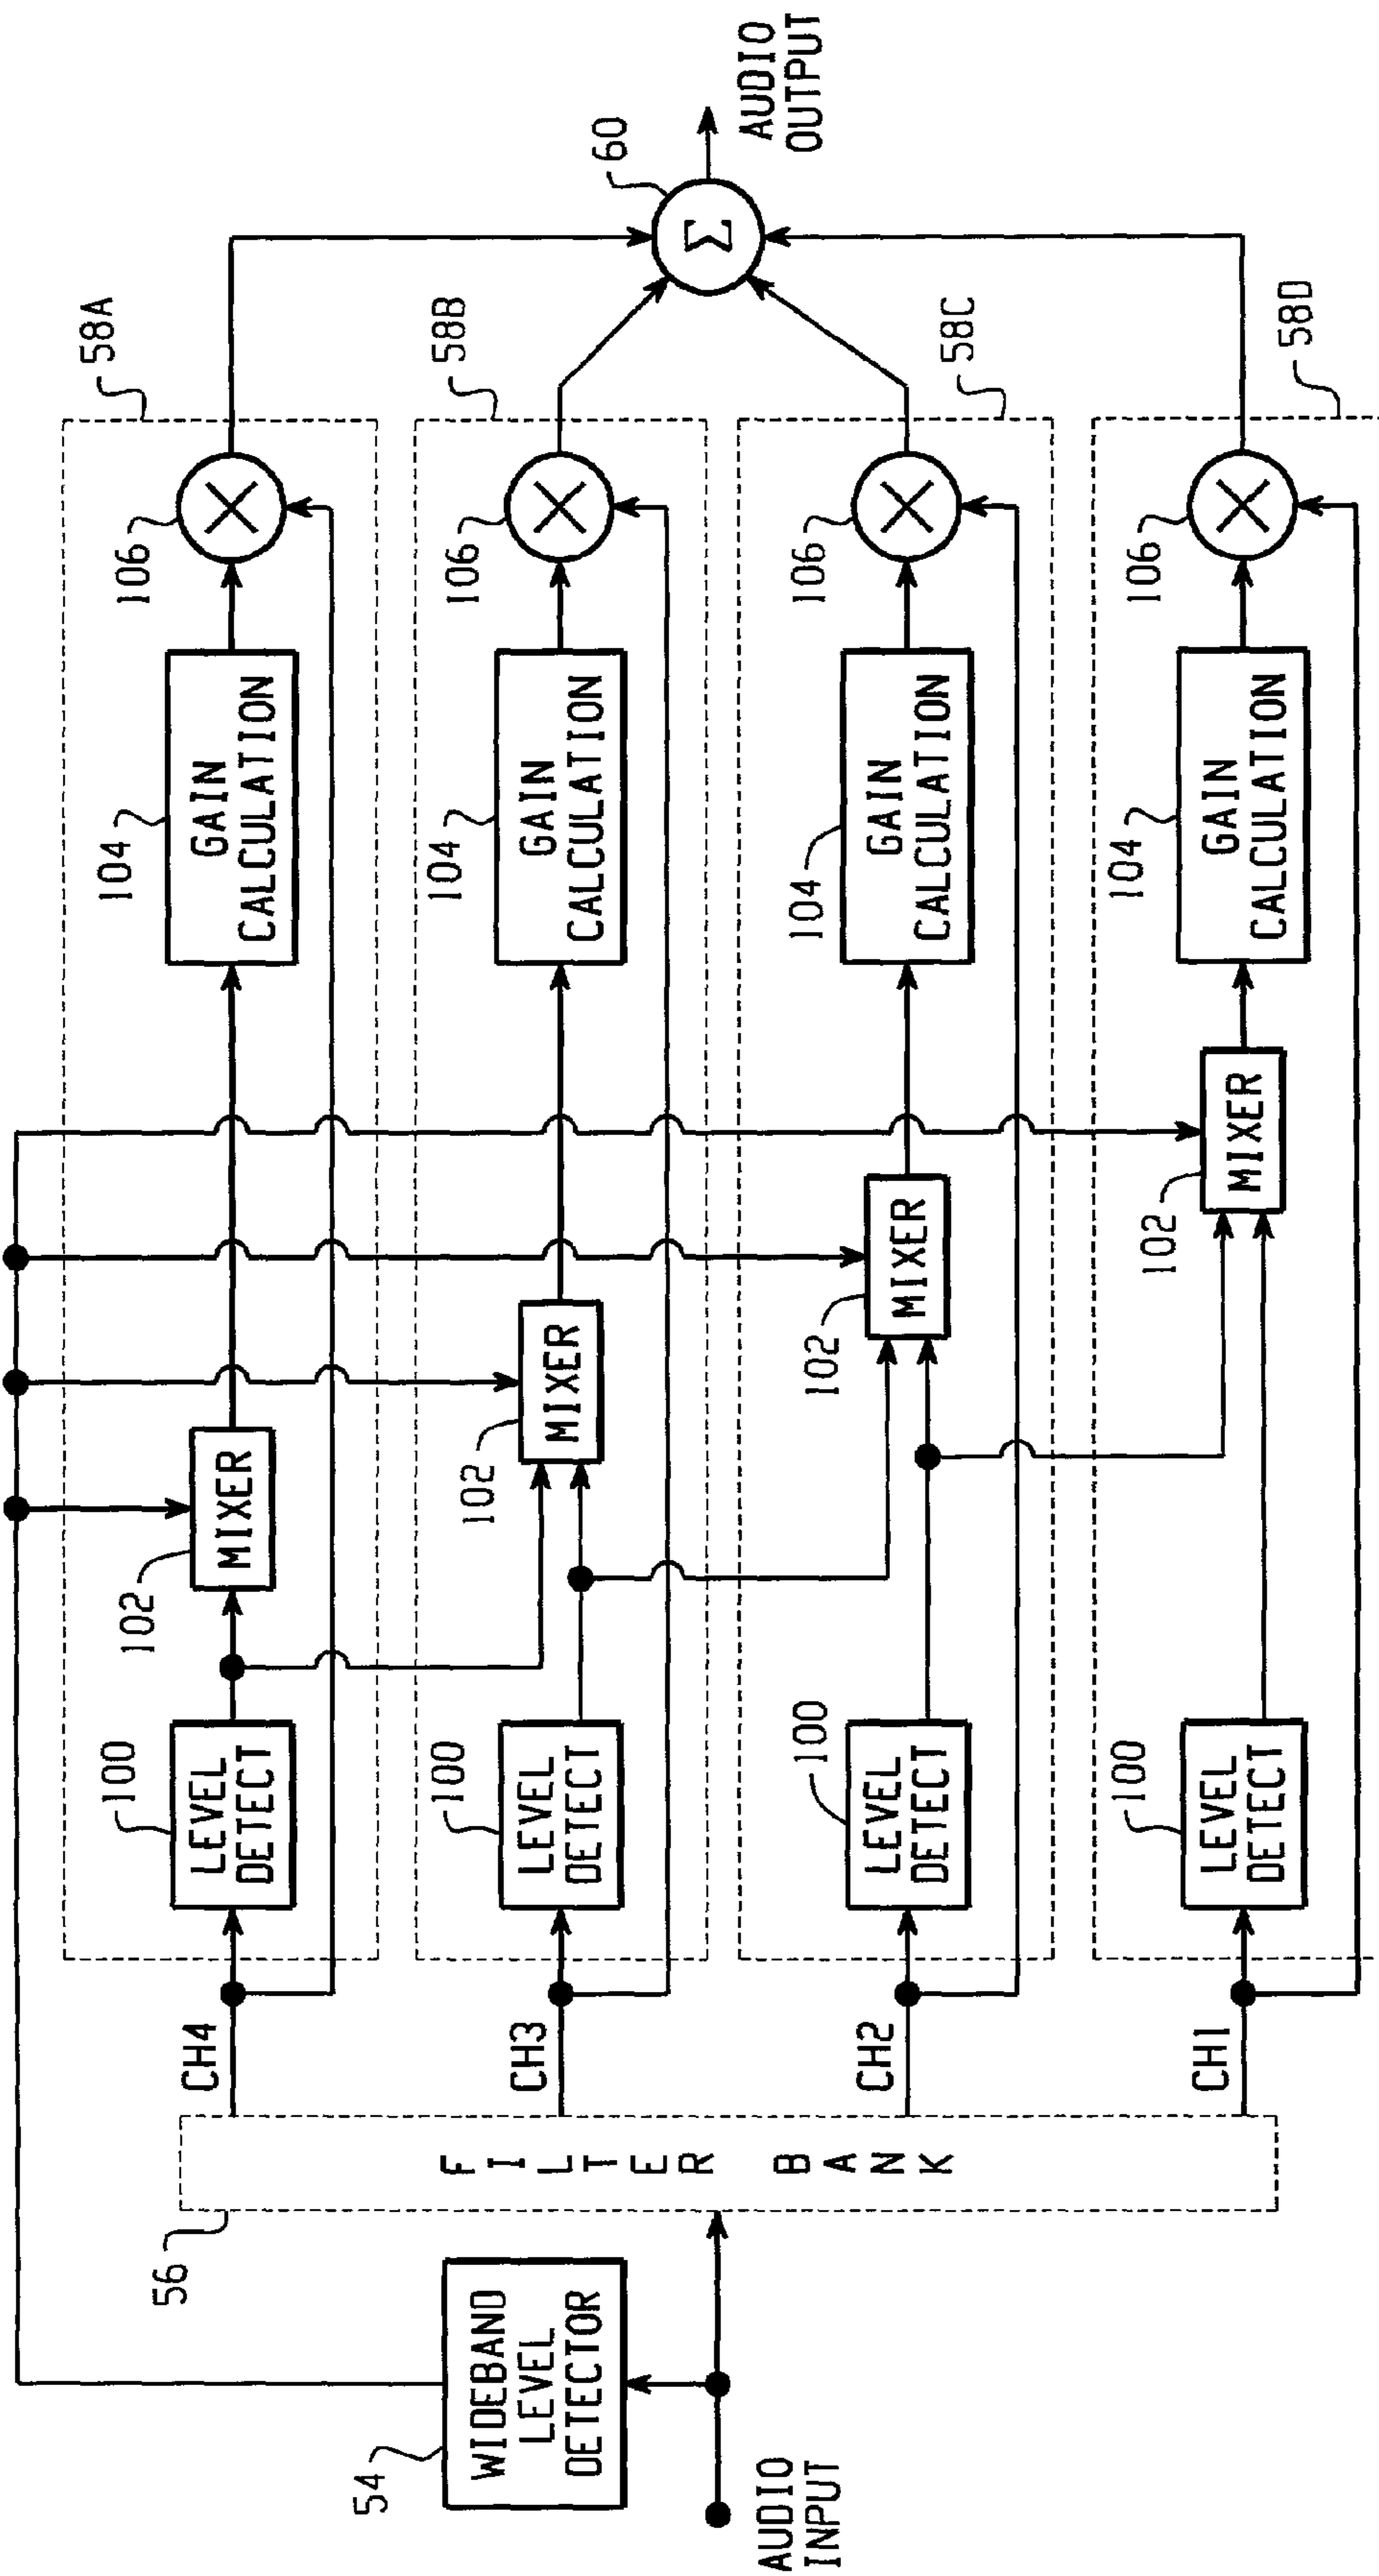 AUDIO
INPUT
54
WIDEBAND
LEVEL
DETECTOR
56
FILTER BANK
CH4
100
LEVEL
DETECT
102
MIXER
104
GAIN
CALCULATION
106
58A
CH3
100
LEVEL
DETECT
102
MIXER
104
GAIN
CALCULATION
106
58B
CH2
100
LEVEL
DETECT
102
MIXER
104
GAIN
CALCULATION
106
58C
CH1
100
LEVEL
DETECT
102
MIXER
104
GAIN
CALCULATION
106
58D
60
Σ
AUDIO
OUTPUT